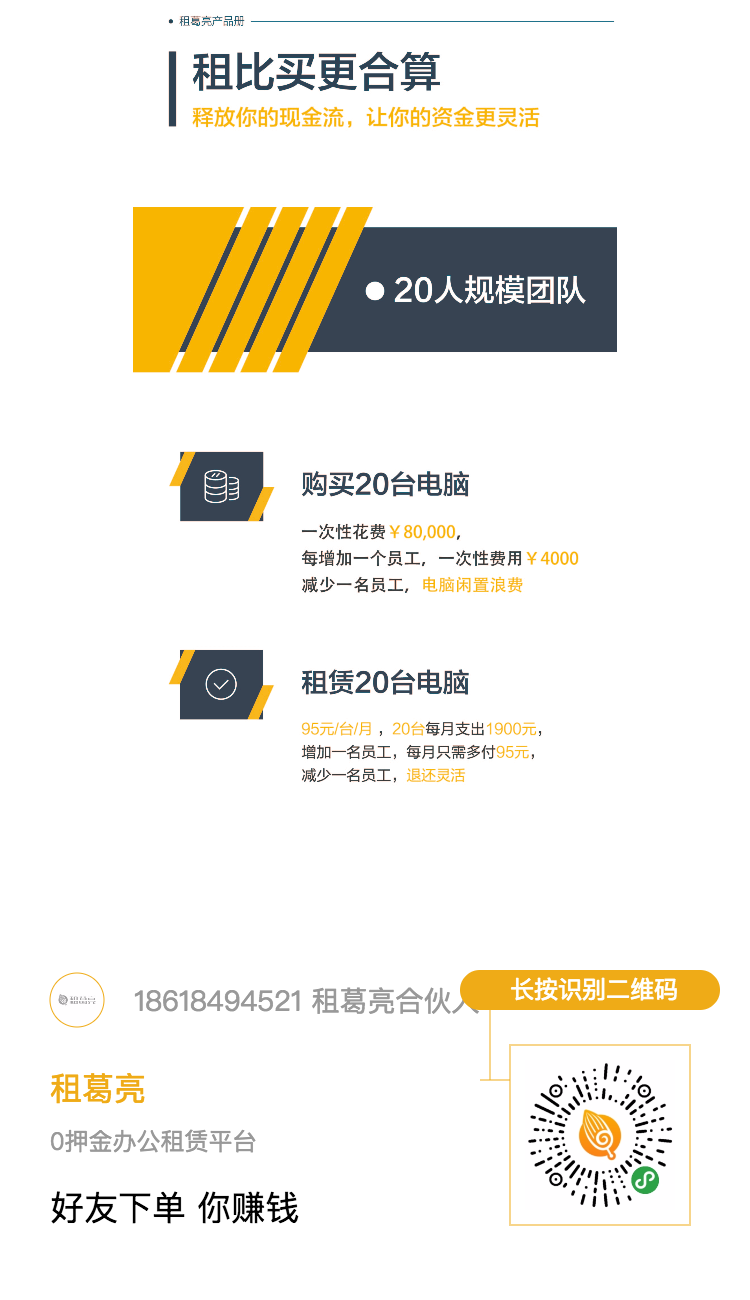 租葛亮产品册
租比买更合算
释放你的现金流，让你的资金更灵活
20人规模团队
购买20台电脑
一次性花费￥80,000，
每增加一个员工，一次性费用￥4000
减少一名员工，电脑闲置浪费
租赁20台电脑
95元/台/月 ，20台每月支出1900元，
增加一名员工，每月只需多付95元，
减少一名员工，退还灵活
18618494521 租葛亮合伙人
长按识别二维码
租葛亮
0押金办公租赁平台
好友下单 你赚钱